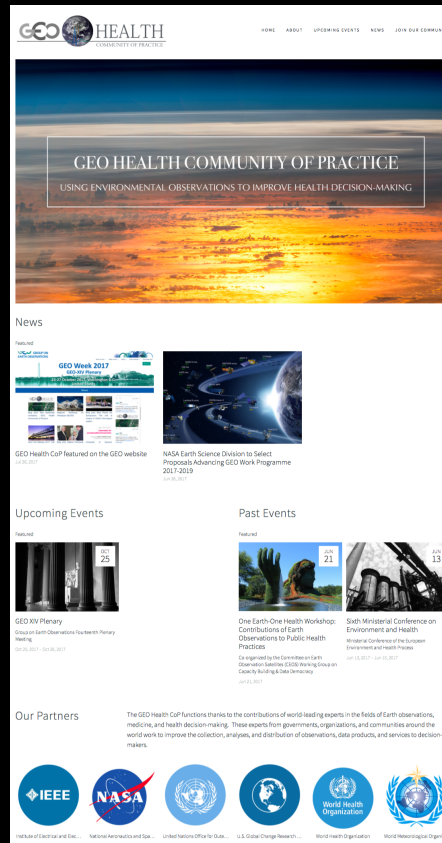 GEO HEALTH
COMMUNITY OF PRACTICE
HOME ABOUT UPCOMING EVENTS NEWS JOIN OUR COMMUN
GEO HEALTH COMMUNITY OF PRACTICE
USING ENVIRONMENTAL OBSERVATIONS TO IMPROVE HEALTH DECISION-MAKING
News
Featured
GEO Week 2017
GEO-XIV Plenary
GEO Health CoP featured on the GEO website
NASA Earth Science Division to Select
Proposals Advancing GEO Work Programme
2017-2019
Upcoming Events
Featured
OCT
25
GEO XIV Plenary
Group on Earth Observations Fourteenth Plenary
Meeting
Oct 25, 2017 – Oct 26, 2017
Past Events
Featured
JUN
21
One Earth-One Health Workshop:
Contributions of Earth
Observations to Public Health
Practices
Co-organized by the Committee on Earth
Observation Satellites (CEOS) Working Group on
Capacity Building & Data Democracy
Jun 21, 2017
JUN
13
Sixth Ministerial Conference on
Environment and Health
Ministerial Conference of the European
Environment and Health Process
Jun 13, 2017 – Jun 15, 2017
Our Partners
The GEO Health CoP functions thanks to the contributions of world-leading experts in the fields of Earth observations,
medicine, and health decision-making. These experts from governments, organizations, and communities around the
world work to improve the collection, analyses, and distribution of observations, data products, and services to decision-
makers.
IEEE
NASA
World Health
Organization
Institute of Electrical and Elec...
National Aeronautics and Spa...
United Nations Office for Oute...
U.S. Global Change Research ...
World Health Organization
World Meteorological Organ